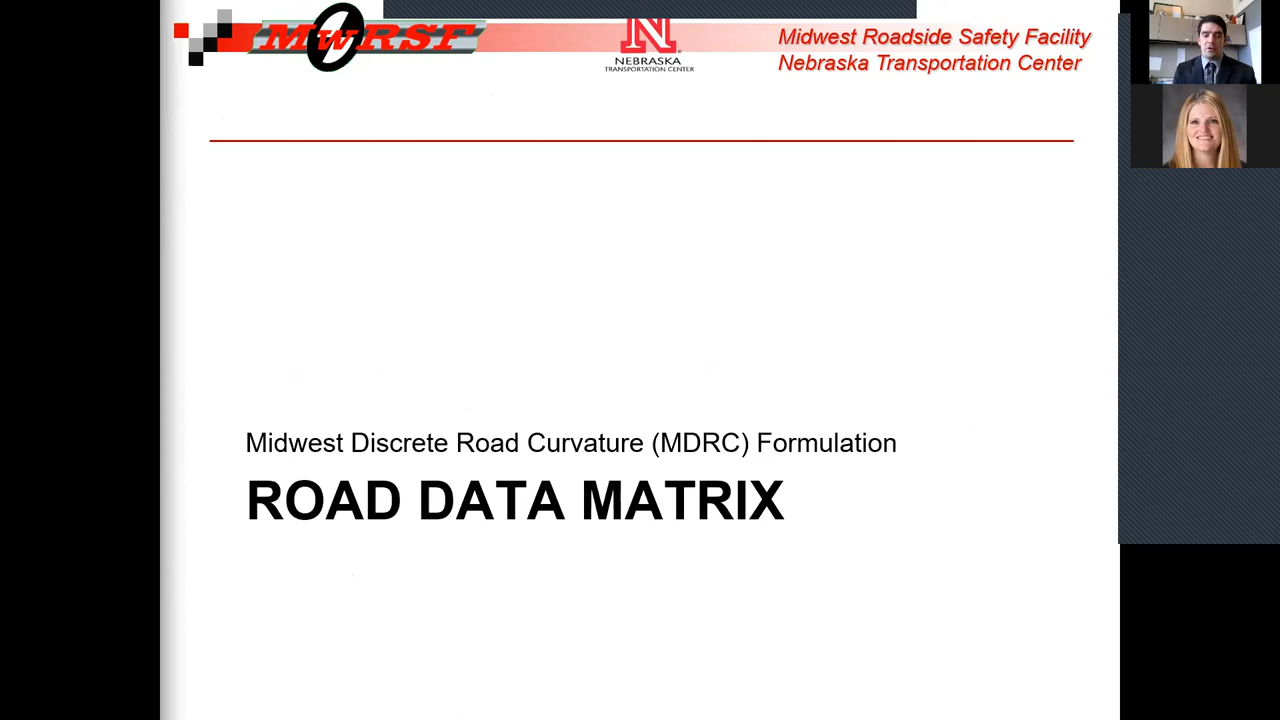 MwRSF
N
NEBRASKA
TRANSPORTATION CENTER
Midwest Roadside Safety Facility
Nebraska Transportation Center
Midwest Discrete Road Curvature (MDRC) Formulation
ROAD DATA MATRIX